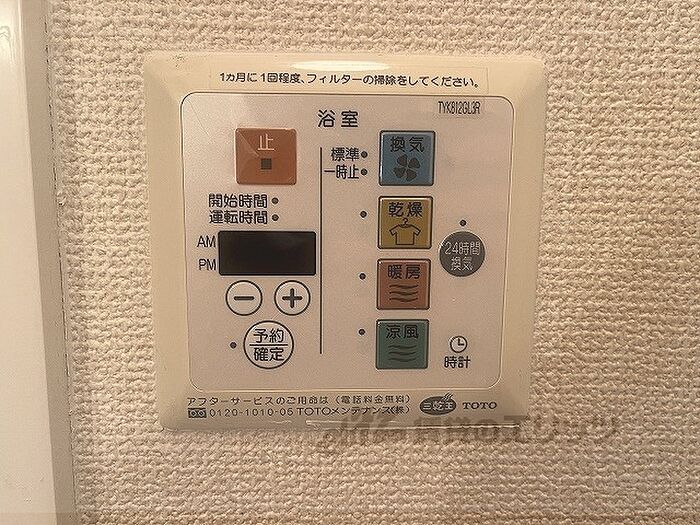 1ヵ月に1回程度、フィルターの掃除をしてください。
TYK812GL3R
浴室
止
開始時間
運転時間
AM
PM
予約
確定
換気
標準
一時止
乾燥
24時間
換気
暖房
涼風
時計
アフターサービスのご用命は(電話料金無料)
0120-1010-05 TOTOメンテナンス(株)
三乾王 TOTO